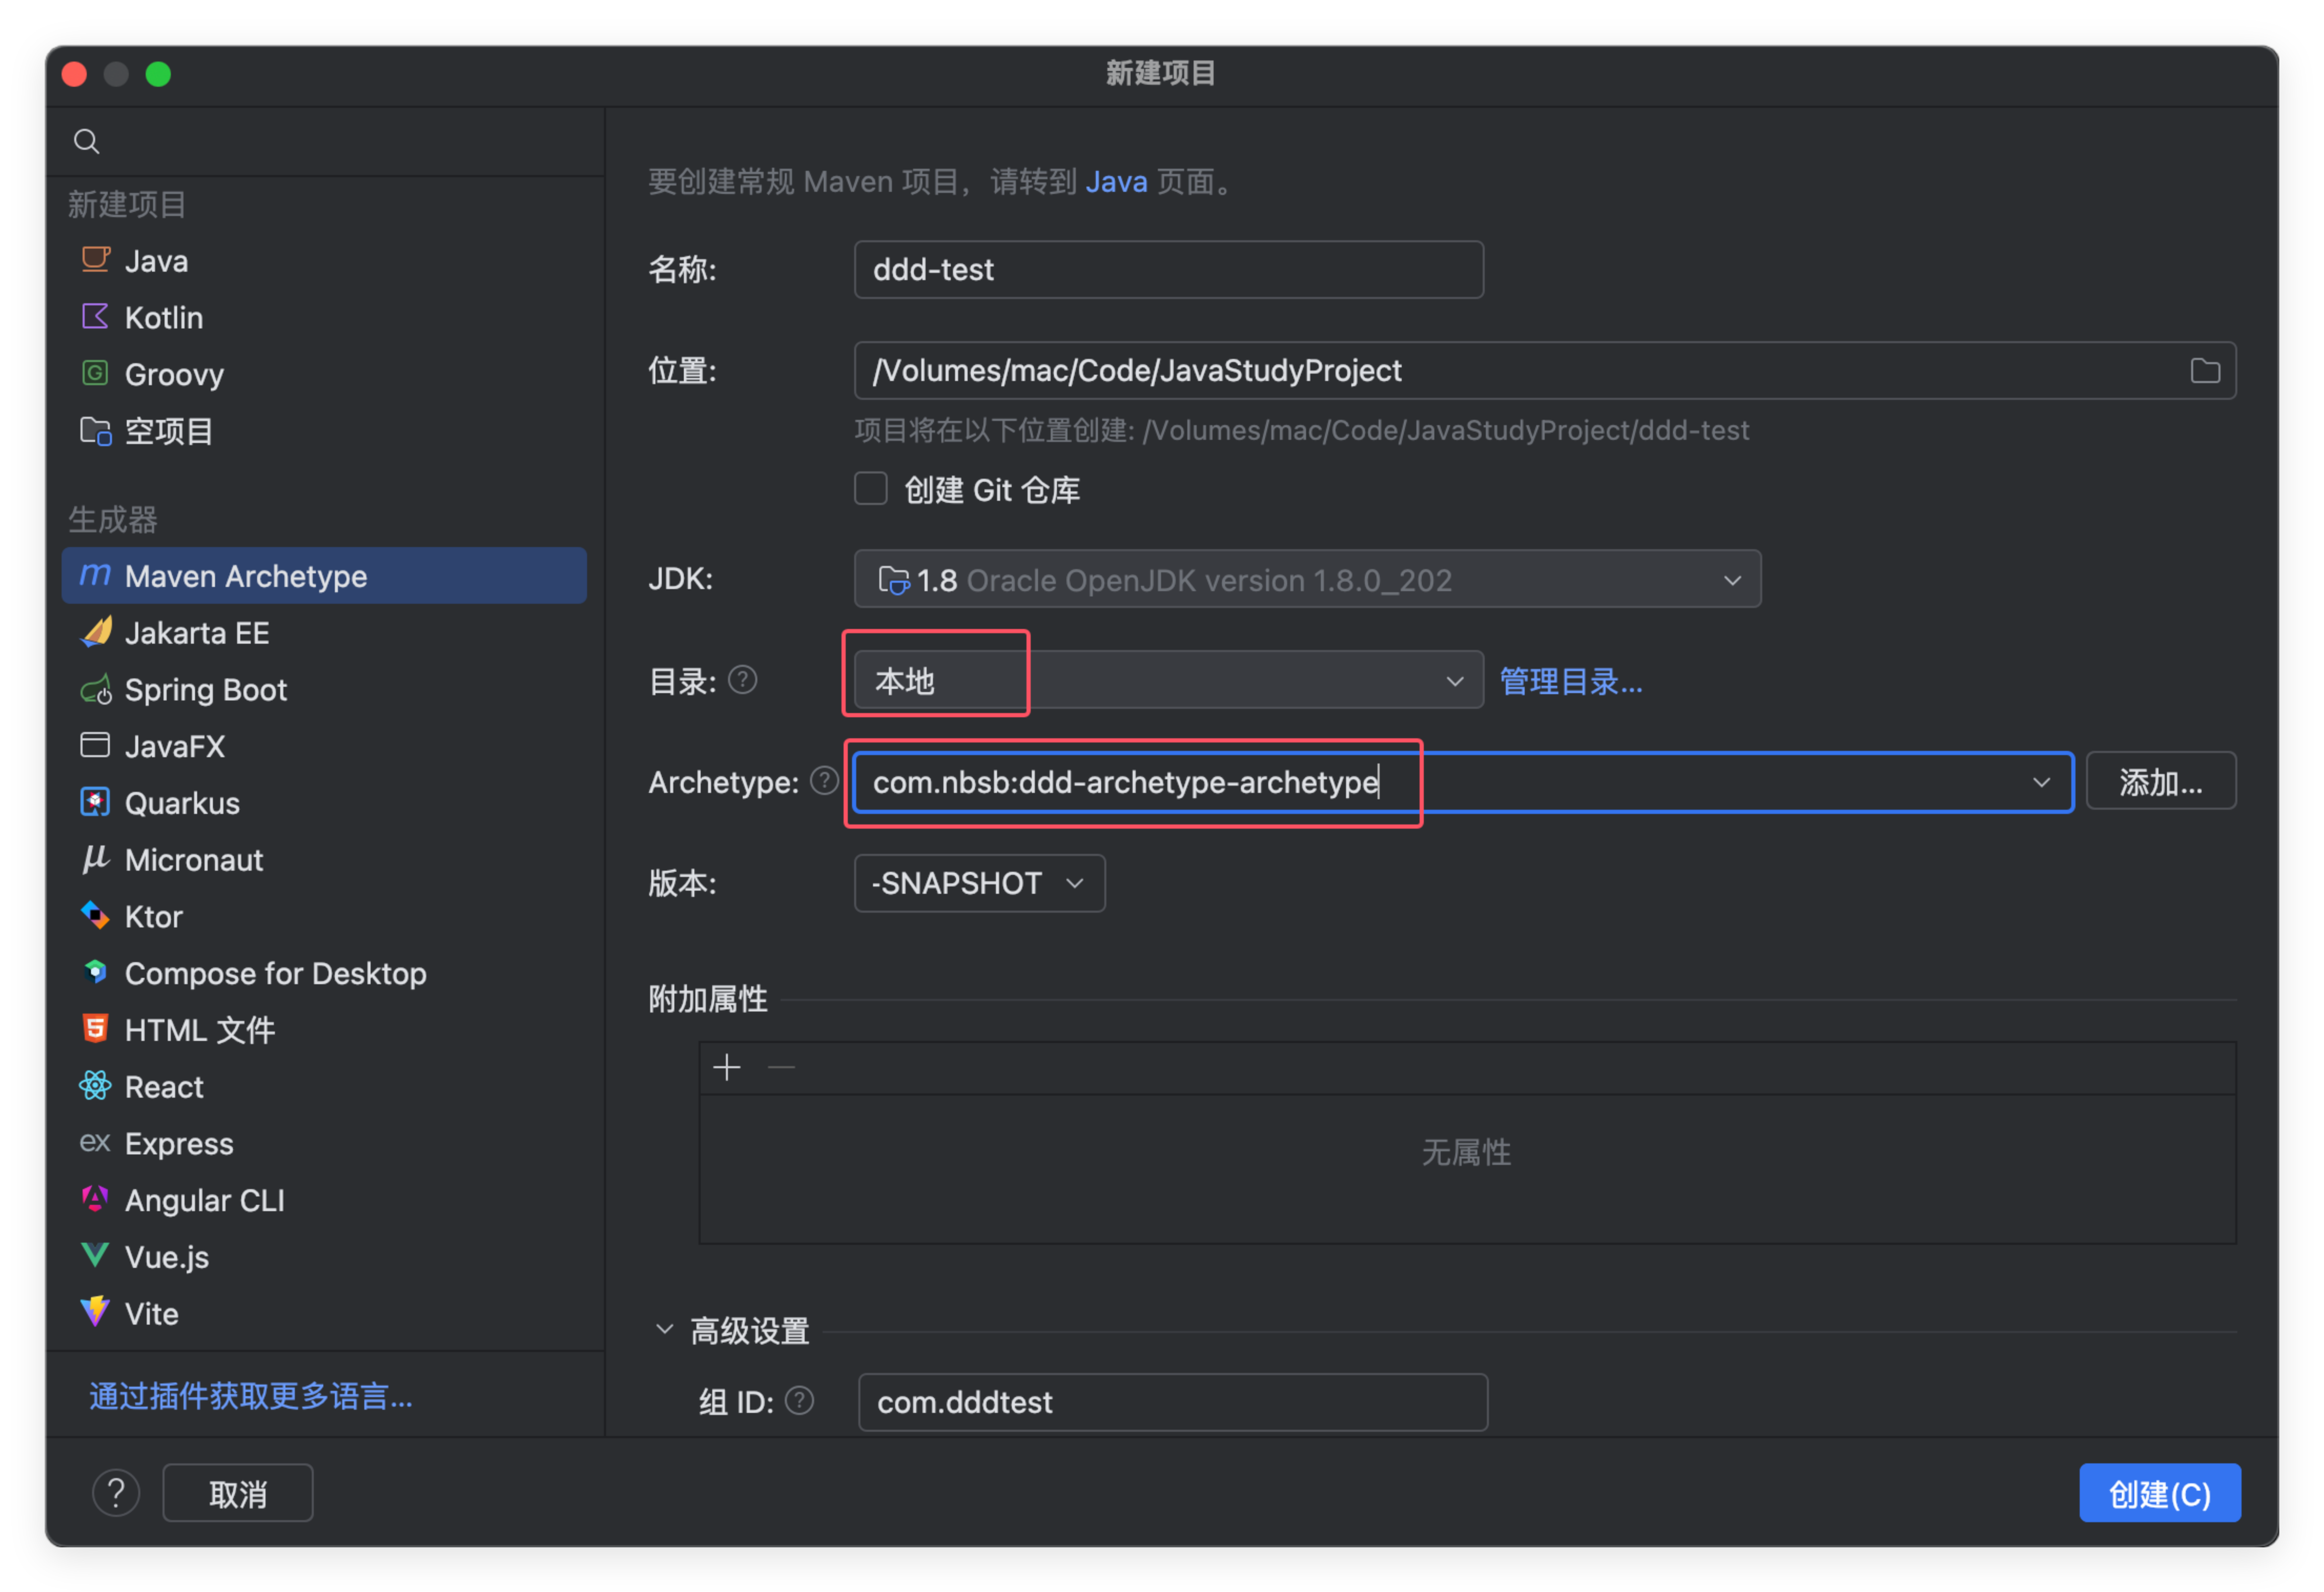 新建项目
新建项目
Java
Kotlin
Groovy
空项目
生成器
Maven Archetype
Jakarta EE
Spring Boot
JavaFX
Quarkus
Micronaut
Ktor
Compose for Desktop
HTML 文件
React
Express
Angular CLI
Vue.js
Vite
通过插件获取更多语言...
要创建常规 Maven 项目，请转到 Java 页面。
名称: ddd-test
位置: /Volumes/mac/Code/JavaStudyProject
项目将在以下位置创建: /Volumes/mac/Code/JavaStudyProject/ddd-test
创建 Git 仓库
JDK: 1.8 Oracle OpenJDK version 1.8.0_202
目录: ? 本地 管理目录...
Archetype: ? com.nbsb:ddd-archetype-archetype 添加...
版本: -SNAPSHOT
附加属性
无属性
高级设置
组 ID: ? com.dddtest
? 取消 创建(C)